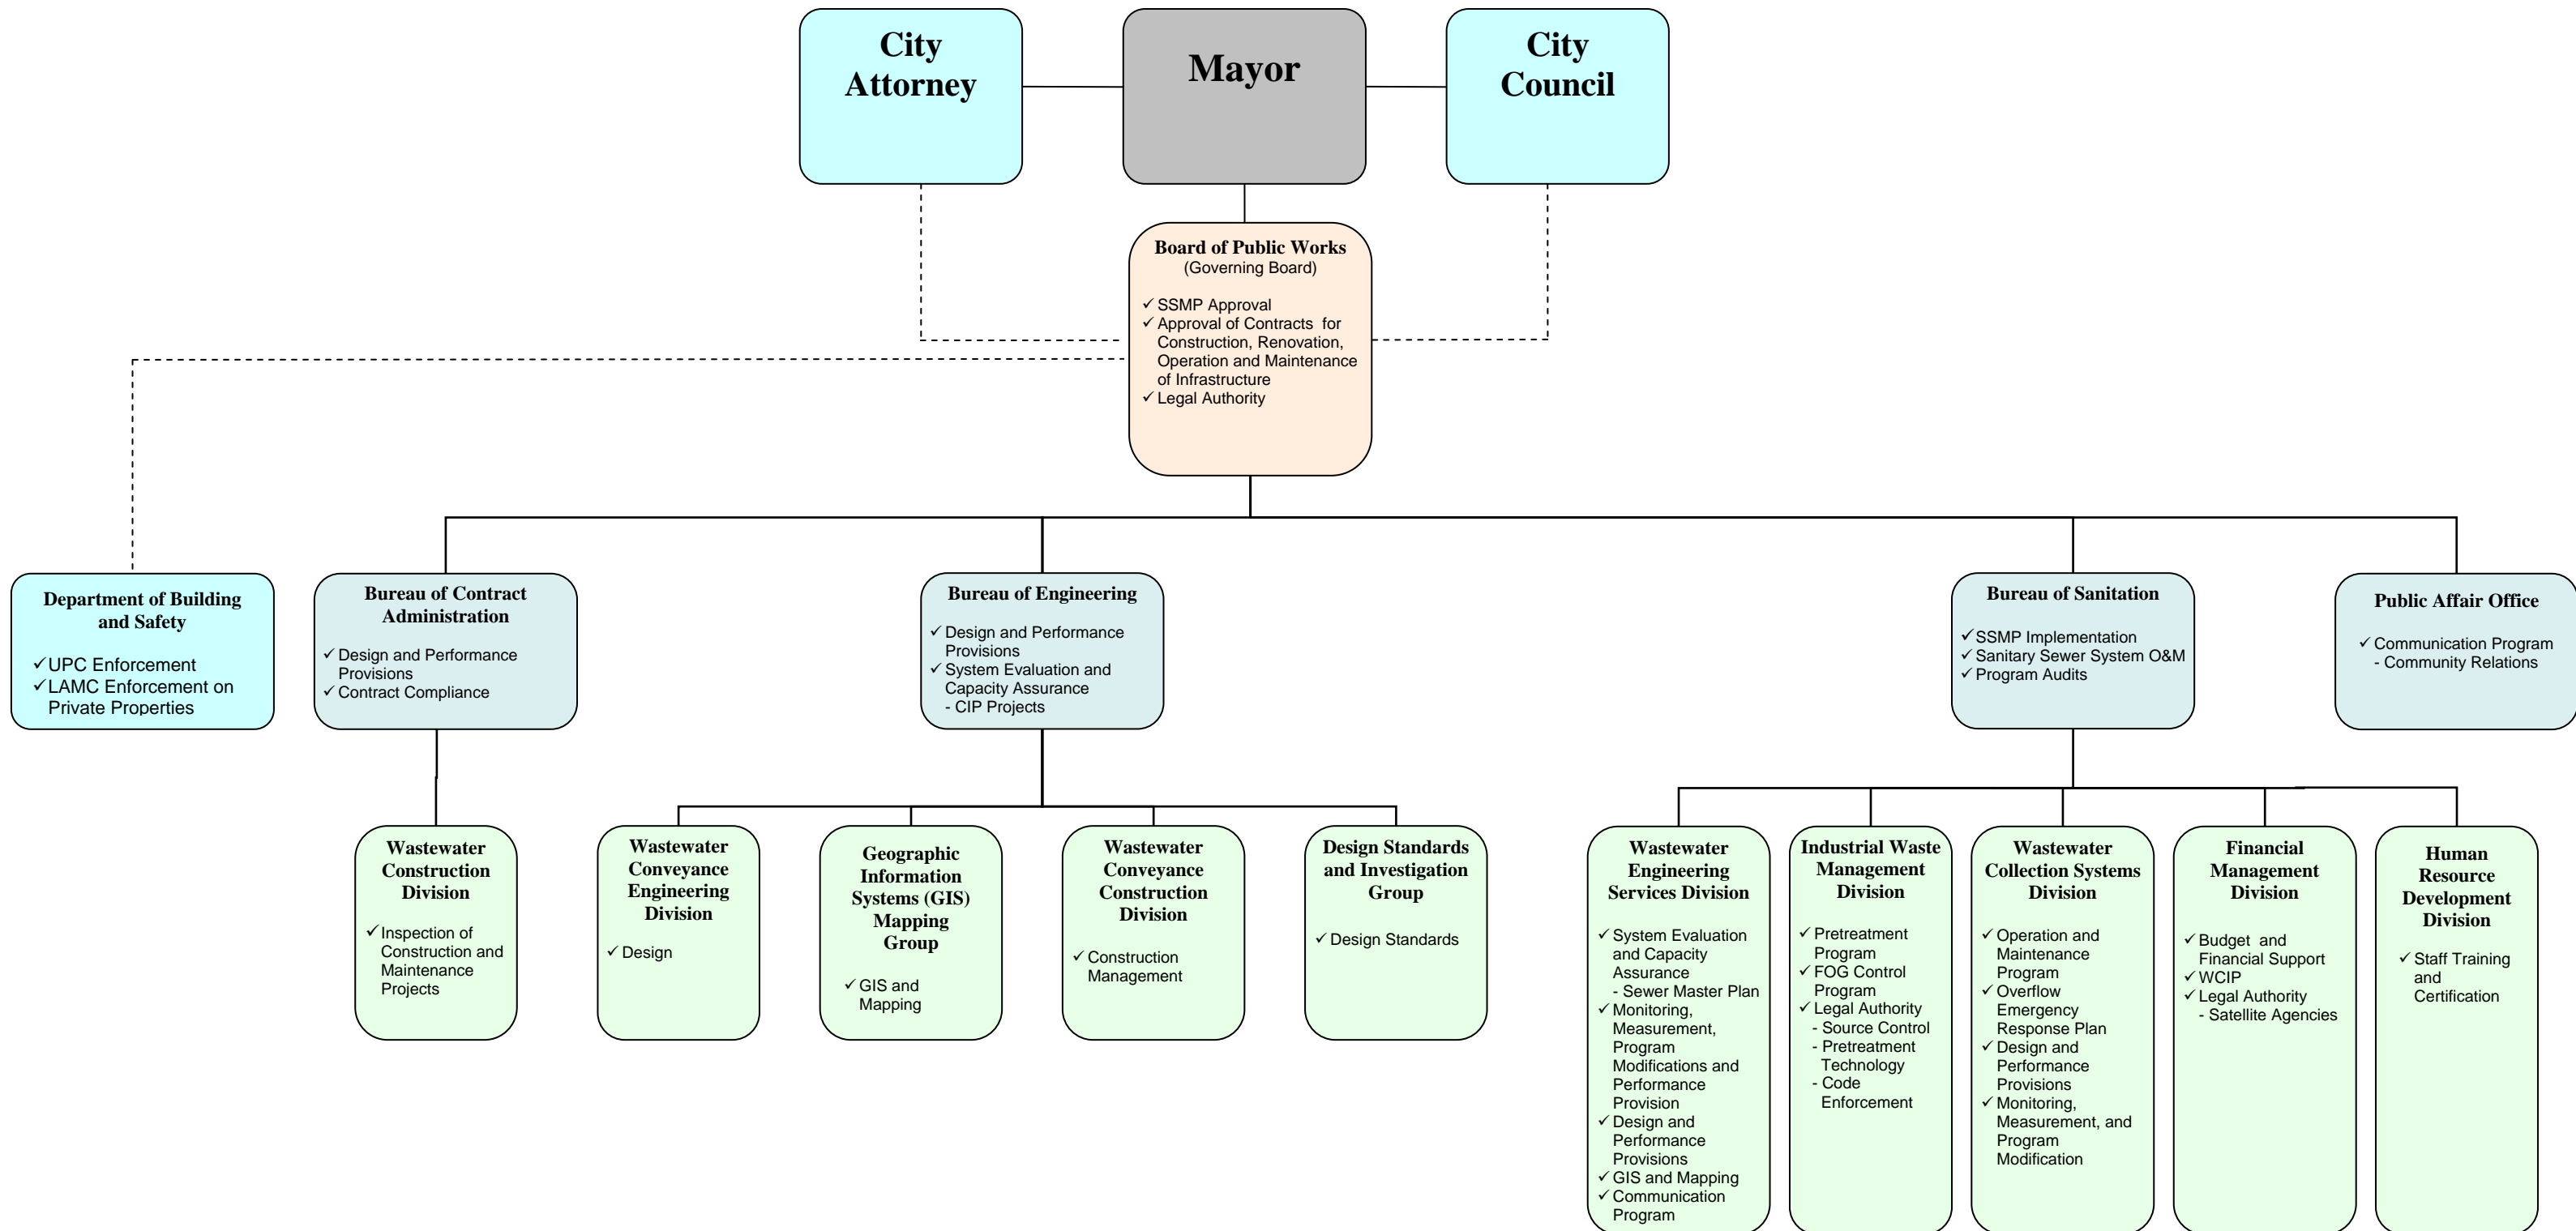 City
Attorney
Mayor
City
Council
Board of Public Works
(Governing Board)
✓ SSMP Approval
✓ Approval of Contracts for
Construction, Renovation,
Operation and Maintenance
of Infrastructure
✓ Legal Authority
Department of Building
and Safety
✓ UPC Enforcement
✓ LAMC Enforcement on
Private Properties
Bureau of Contract
Administration
✓ Design and Performance
Provisions
✓ Contract Compliance
Bureau of Engineering
✓ Design and Performance
Provisions
✓ System Evaluation and
Capacity Assurance
- CIP Projects
Bureau of Sanitation
✓ SSMP Implementation
✓ Sanitary Sewer System O&M
✓ Program Audits
Public Affair Office
✓ Communication Program
- Community Relations
Wastewater
Construction
Division
✓ Inspection of
Construction and
Maintenance
Projects
Wastewater
Conveyance
Engineering
Division
✓ Design
Geographic
Information
Systems (GIS)
Mapping
Group
✓ GIS and
Mapping
Wastewater
Conveyance
Construction
Division
✓ Construction
Management
Design Standards
and Investigation
Group
✓ Design Standards
Wastewater
Engineering
Services Division
✓ System Evaluation
and Capacity
Assurance
- Sewer Master Plan
✓ Monitoring,
Measurement,
Program
Modifications and
Performance
Provision
✓ Design and
Performance
Provisions
✓ GIS and Mapping
✓ Communication
Program
Industrial Waste
Management
Division
✓ Pretreatment
Program
✓ FOG Control
Program
✓ Legal Authority
- Source Control
- Pretreatment
Technology
- Code
Enforcement
Wastewater
Collection Systems
Division
✓ Operation and
Maintenance
Program
✓ Overflow
Emergency
Response Plan
✓ Design and
Performance
Provisions
✓ Monitoring,
Measurement, and
Program
Modification
Financial
Management
Division
✓ Budget and
Financial Support
✓ WCIP
✓ Legal Authority
- Satellite Agencies
Human
Resource
Development
Division
✓ Staff Training
and
Certification